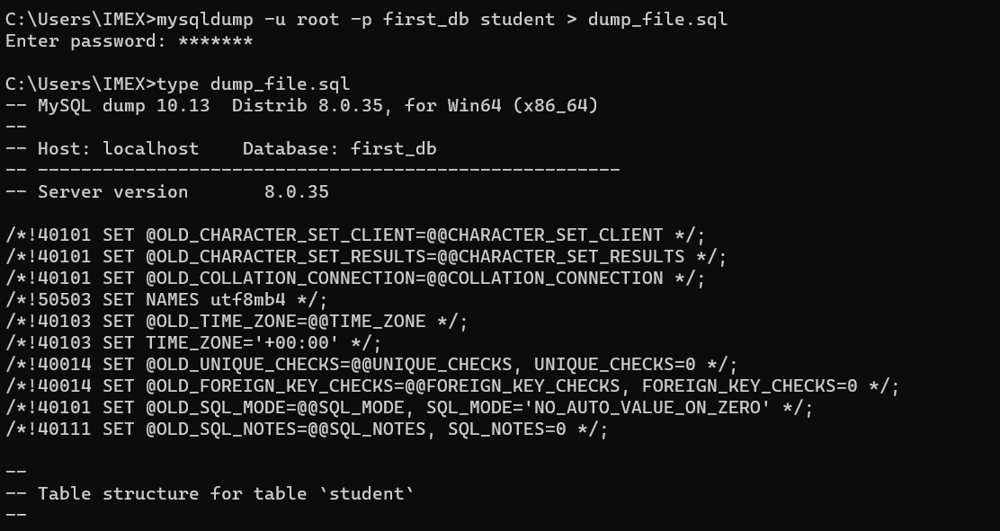 C:\Users\IMEX>mysqldump -u root -p first_db student > dump_file.sql
Enter password: *******
C:\Users\IMEX>type dump_file.sql
-- MySQL dump 10.13  Distrib 8.0.35, for Win64 (x86_64)
--
-- Host: localhost    Database: first_db
-- ------------------------------------------------------
-- Server version       8.0.35
/*!40101 SET @OLD_CHARACTER_SET_CLIENT=@@CHARACTER_SET_CLIENT */;
/*!40101 SET @OLD_CHARACTER_SET_RESULTS=@@CHARACTER_SET_RESULTS */;
/*!40101 SET @OLD_COLLATION_CONNECTION=@@COLLATION_CONNECTION */;
/*!50503 SET NAMES utf8mb4 */;
/*!40103 SET @OLD_TIME_ZONE=@@TIME_ZONE */;
/*!40103 SET TIME_ZONE='+00:00' */;
/*!40014 SET @OLD_UNIQUE_CHECKS=@@UNIQUE_CHECKS, UNIQUE_CHECKS=0 */;
/*!40014 SET @OLD_FOREIGN_KEY_CHECKS=@@FOREIGN_KEY_CHECKS, FOREIGN_KEY_CHECKS=0 */;
/*!40101 SET @OLD_SQL_MODE=@@SQL_MODE, SQL_MODE='NO_AUTO_VALUE_ON_ZERO' */;
/*!40111 SET @OLD_SQL_NOTES=@@SQL_NOTES, SQL_NOTES=0 */;
--
-- Table structure for table `student`
--